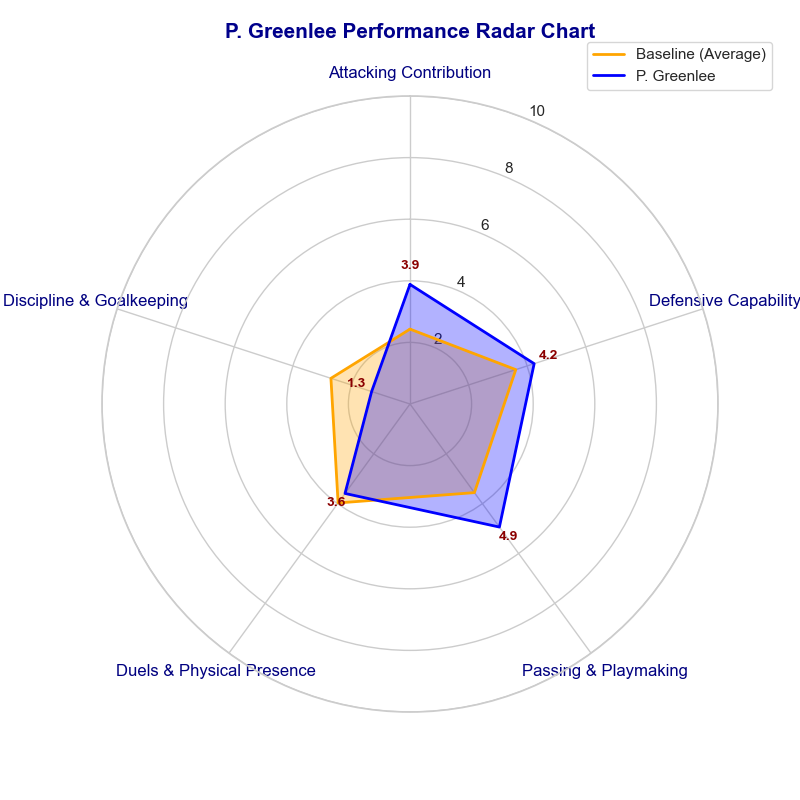 P. Greenlee Performance Radar Chart
Baseline (Average)
P. Greenlee
Attacking Contribution
10
8
6
4
2
3.9
Discipline & Goalkeeping
Defensive Capability
4.2
1.3
3.6
4.9
Duels & Physical Presence
Passing & Playmaking